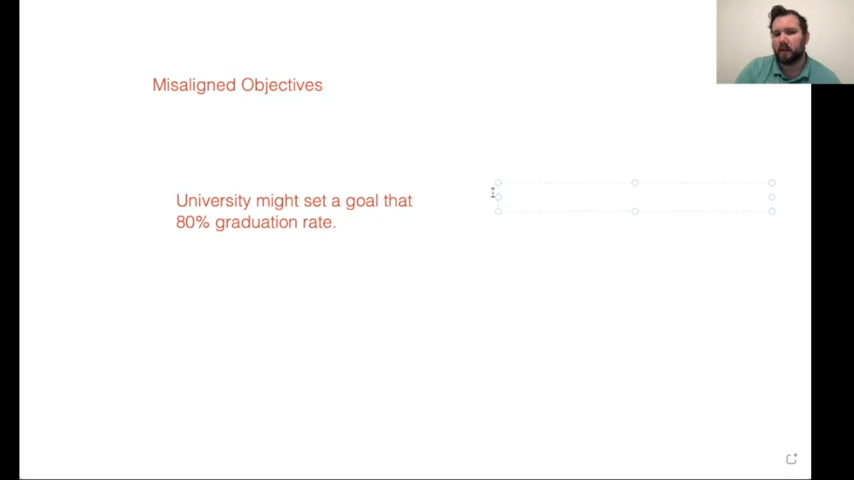 Misaligned Objectives
University might set a goal that
80% graduation rate.